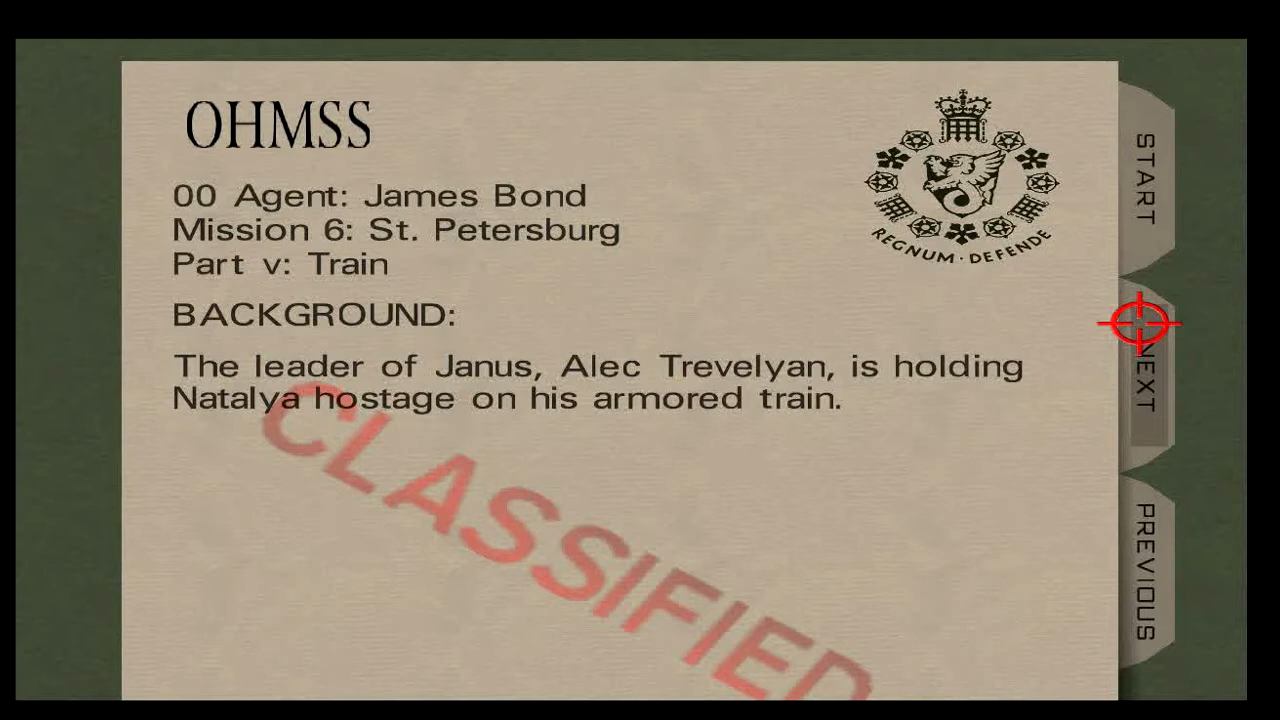 OHMSS
00 Agent: James Bond
Mission 6: St. Petersburg
Part v: Train
BACKGROUND:
The leader of Janus, Alec Trevelyan, is holding
Natalya hostage on his armored train.
CLASSIFIED
REGNUM · DEFENDE
START
NEXT
PREVIOUS